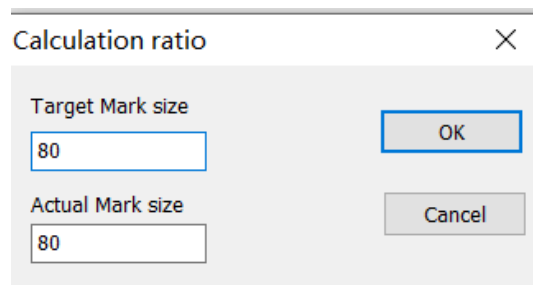 Calculation ratio
Target Mark size
80
OK
Actual Mark size
80
Cancel